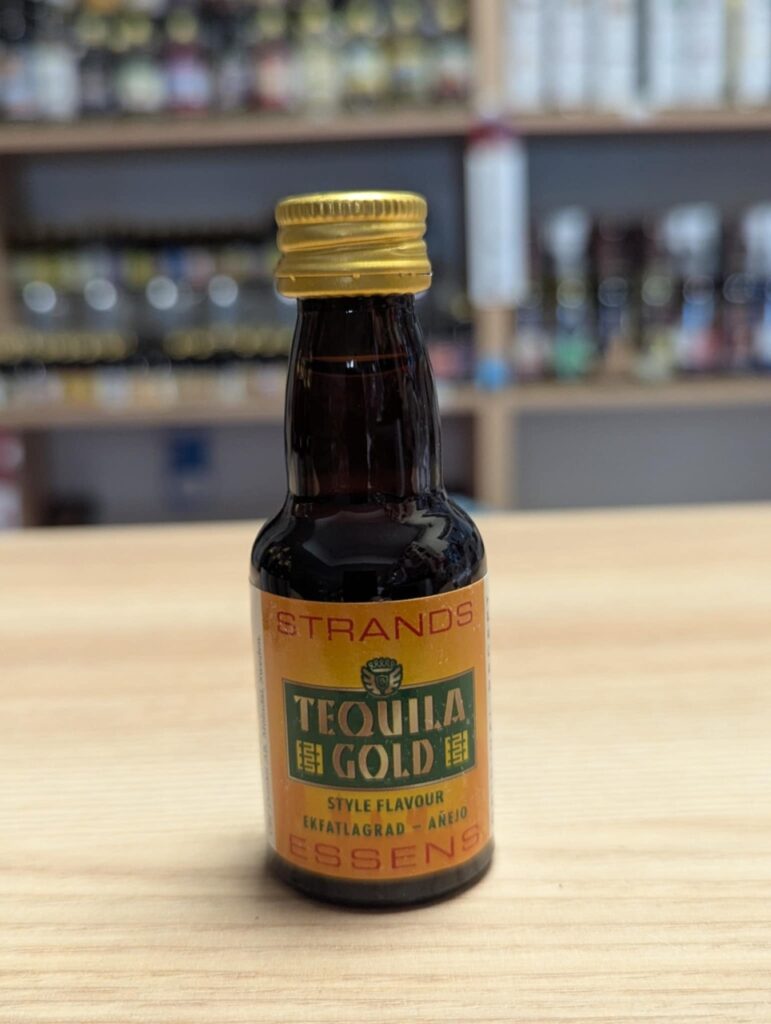 STRANDS
TEQUILA
GOLD
STYLE FLAVOUR
EKFATLAGRAD – AÑEJO
ESSENS